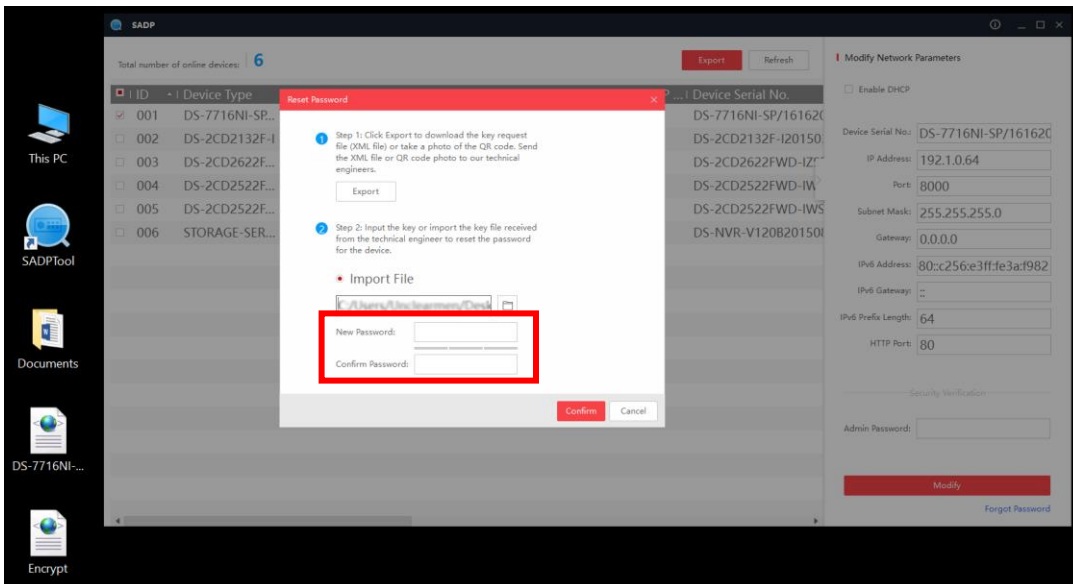 SADP
Total number of online devices: 6
Export
Refresh
ID
Device Type
Device Serial No.
001 DS-7716NI-SP... DS-7716NI-SP/16162(
002 DS-2CD2132F-I DS-2CD2132F-I20150
003 DS-2CD2622F... DS-2CD2622FWD-IZ
004 DS-2CD2522F... DS-2CD2522FWD-IW
005 DS-2CD2522F... DS-2CD2522FWD-IWS
006 STORAGE-SER... DS-NVR-V120B201508
Reset Password
Step 1: Click Export to download the key request
file (XML file) or take a photo of the QR code. Send
the XML file or QR code photo to our technical
engineers.
Export
Step 2: Input the key or import the key file received
from the technical engineer to reset the password
for the device.
Import File
C:/Users/Unclearmen/Desk
New Password:
Confirm Password:
Confirm
Cancel
Modify Network Parameters
Enable DHCP
Device Serial No.: DS-7716NI-SP/16162C
IP Address: 192.1.0.64
Port: 8000
Subnet Mask: 255.255.255.0
Gateway: 0.0.0.0
IPv6 Address: 80::c256:e3ff:fe3a:f982
IPv6 Gateway: ::
IPv6 Prefix Length: 64
HTTP Port: 80
Security Verification
Admin Password:
Modify
Forgot Password
This PC
SADPTool
Documents
DS-7716NI-...
Encrypt